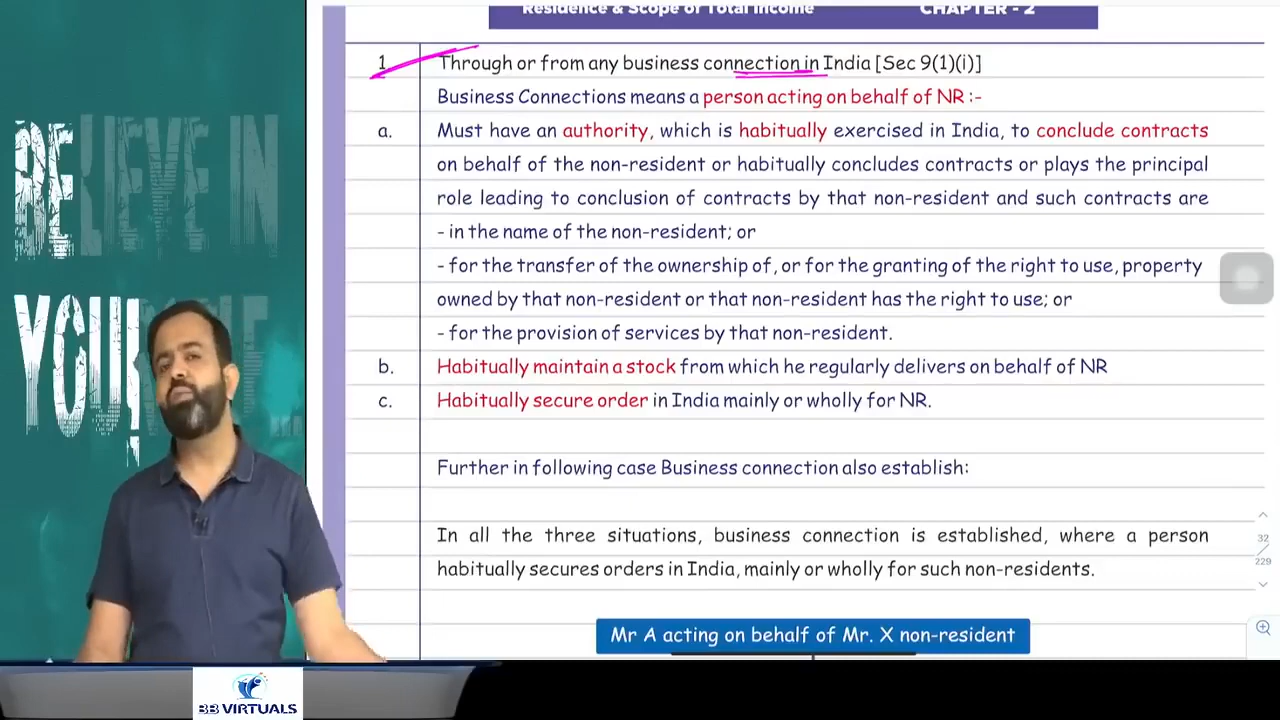 Residence & Scope of Total Income CHAPTER - 2
1. Through or from any business connection in India [Sec 9(1)(i)]
Business Connections means a person acting on behalf of NR :-
a. Must have an authority, which is habitually exercised in India, to conclude contracts
on behalf of the non-resident or habitually concludes contracts or plays the principal
role leading to conclusion of contracts by that non-resident and such contracts are
- in the name of the non-resident; or
- for the transfer of the ownership of, or for the granting of the right to use, property
owned by that non-resident or that non-resident has the right to use; or
- for the provision of services by that non-resident.
b. Habitually maintain a stock from which he regularly delivers on behalf of NR
c. Habitually secure order in India mainly or wholly for NR.
Further in following case Business connection also establish:
In all the three situations, business connection is established, where a person
habitually secures orders in India, mainly or wholly for such non-residents.
Mr A acting on behalf of Mr. X non-resident
32
229
BELIEVE IN
BB VIRTUALS